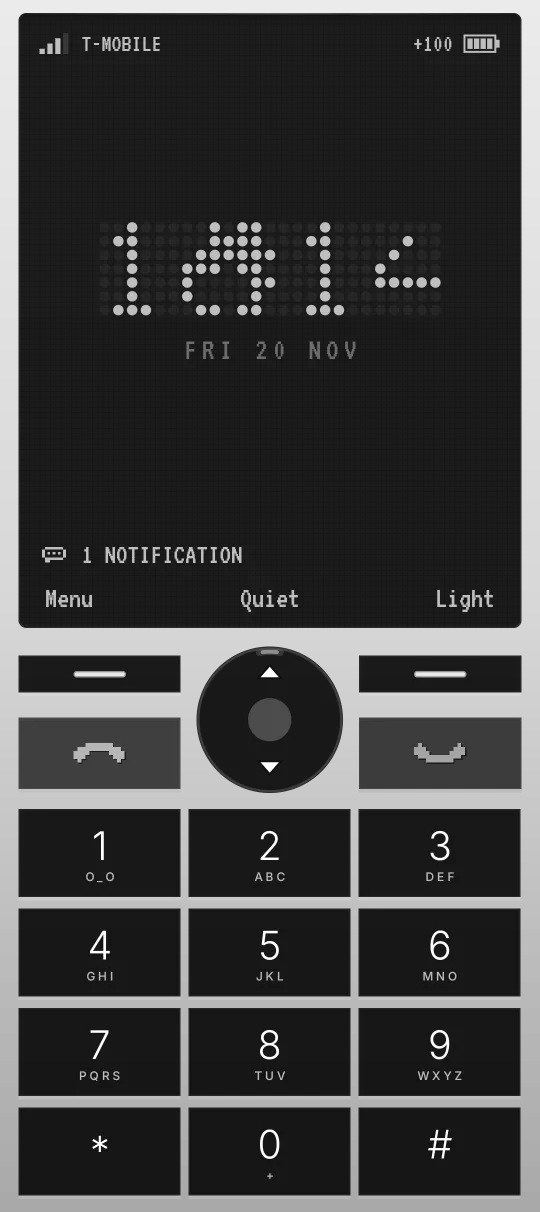 T-MOBILE +100
FRI 20 NOV
1 NOTIFICATION
Menu Quiet Light
1 2 3
O_O ABC DEF
4 5 6
GHI JKL MNO
7 8 9
PQRS TUV WXYZ
* 0 #
+